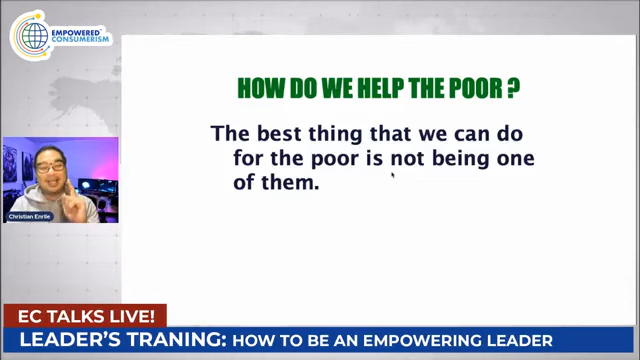 EMPOWERED
CONSUMERISM
HOW DO WE HELP THE POOR ?
The best thing that we can do
for the poor is not being one
of them.
Christian Enrile
EC TALKS LIVE!
LEADER'S TRANING: HOW TO BE AN EMPOWERING LEADER